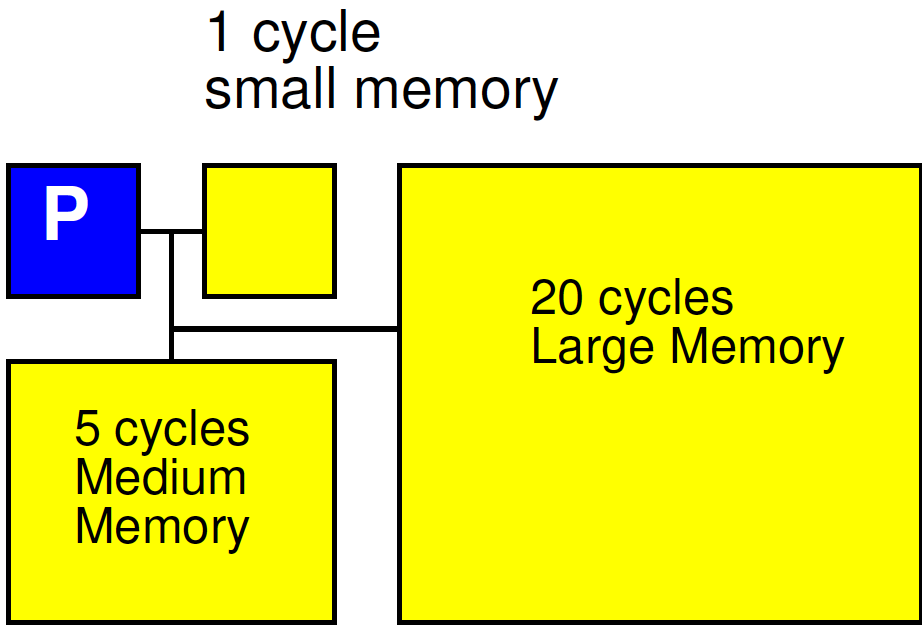 1 cycle
small memory
P
20 cycles
Large Memory
5 cycles
Medium
Memory